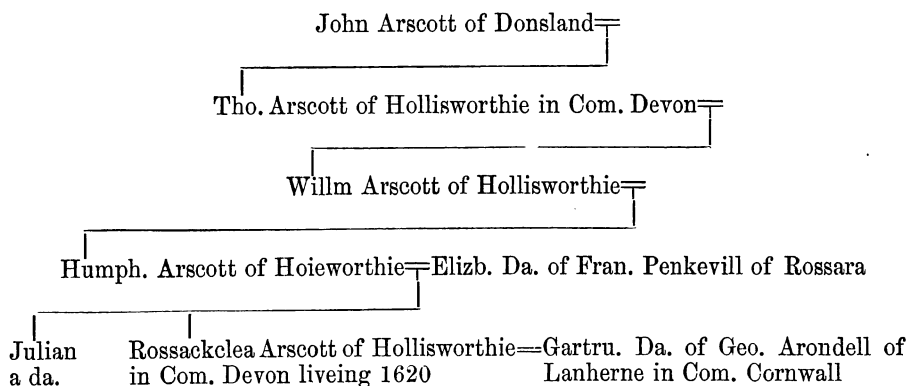 John Arscott of Donsland
Tho. Arscott of Hollisworthie in Com. Devon
Willm Arscott of Hollisworthie
Humph. Arscott of Hoieworthie=Elizb. Da. of Fran. Penkevill of Rossara
Julian
a da.
Rossackclea Arscott of Hollisworthie=Gartru. Da. of Geo. Arondell of
in Com. Devon liveing 1620
Lanherne in Com. Cornwall